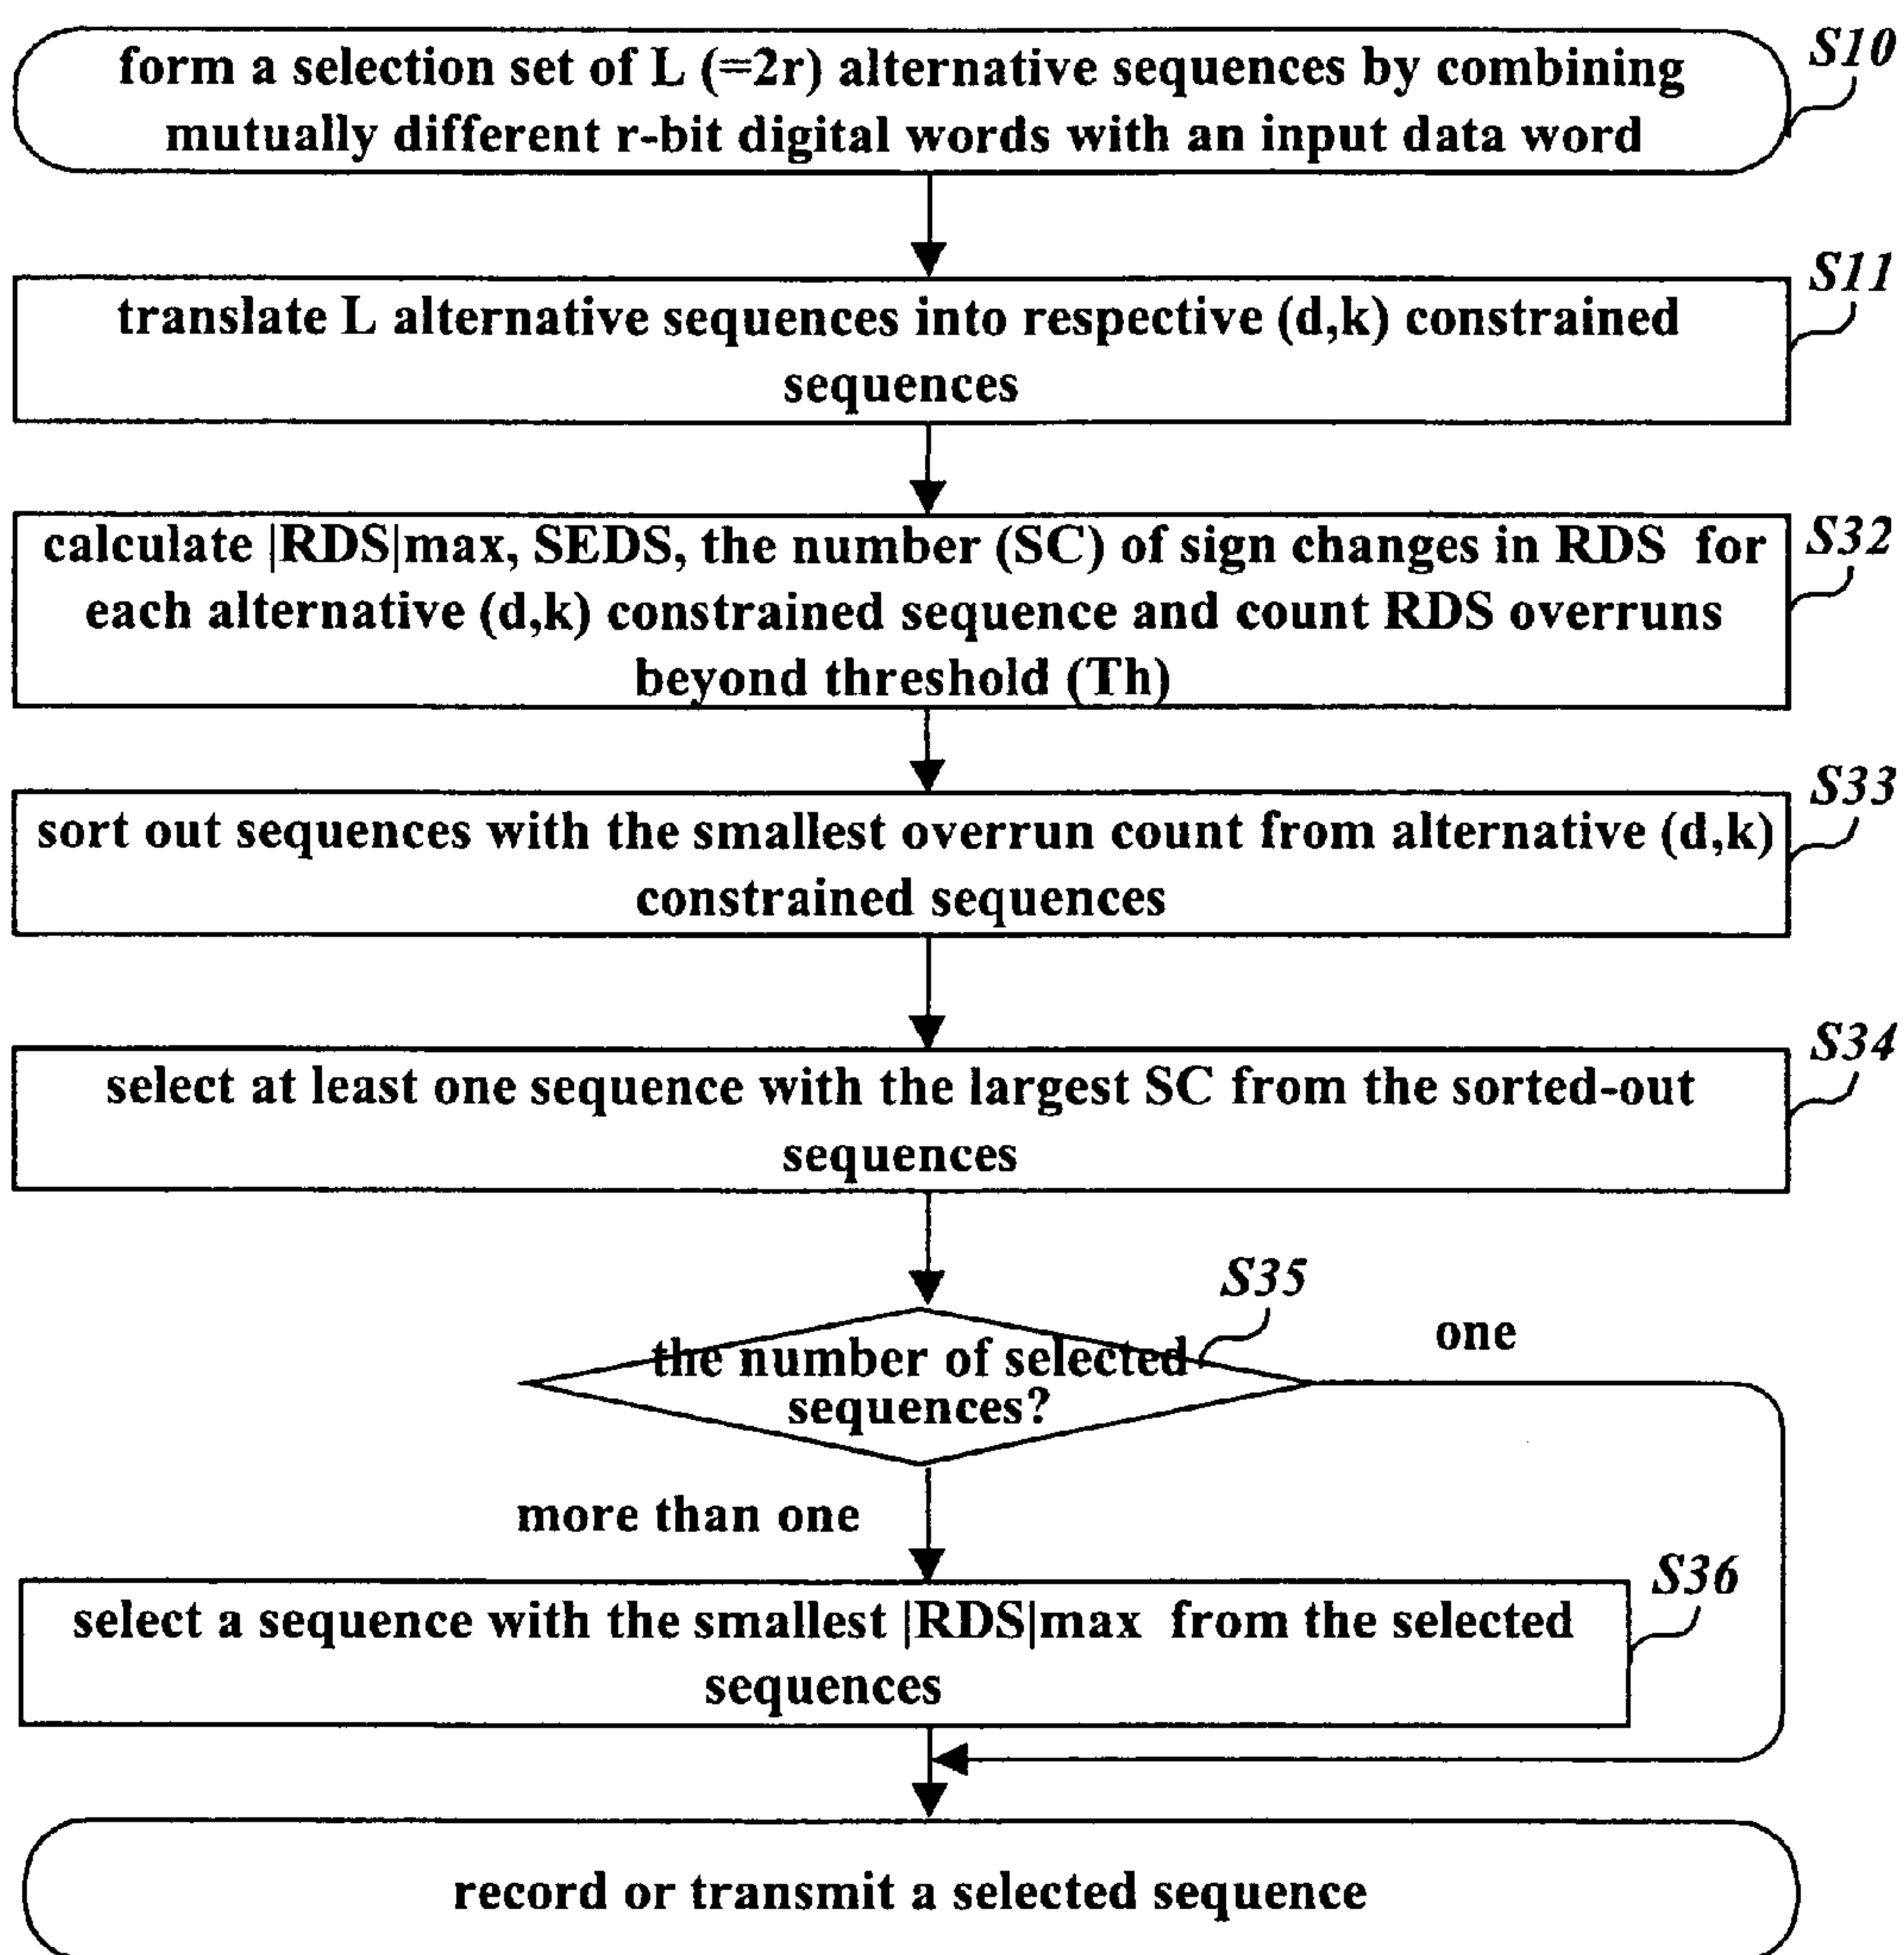 form a selection set of L (=2r) alternative sequences by combining
mutually different r-bit digital words with an input data word
S10
translate L alternative sequences into respective (d,k) constrained
sequences
S11
calculate |RDS|max, SEDS, the number (SC) of sign changes in RDS for
each alternative (d,k) constrained sequence and count RDS overruns
beyond threshold (Th)
S32
sort out sequences with the smallest overrun count from alternative (d,k)
constrained sequences
S33
select at least one sequence with the largest SC from the sorted-out
sequences
S34
the number of selected
sequences?
S35
one
more than one
select a sequence with the smallest |RDS|max from the selected
sequences
S36
record or transmit a selected sequence